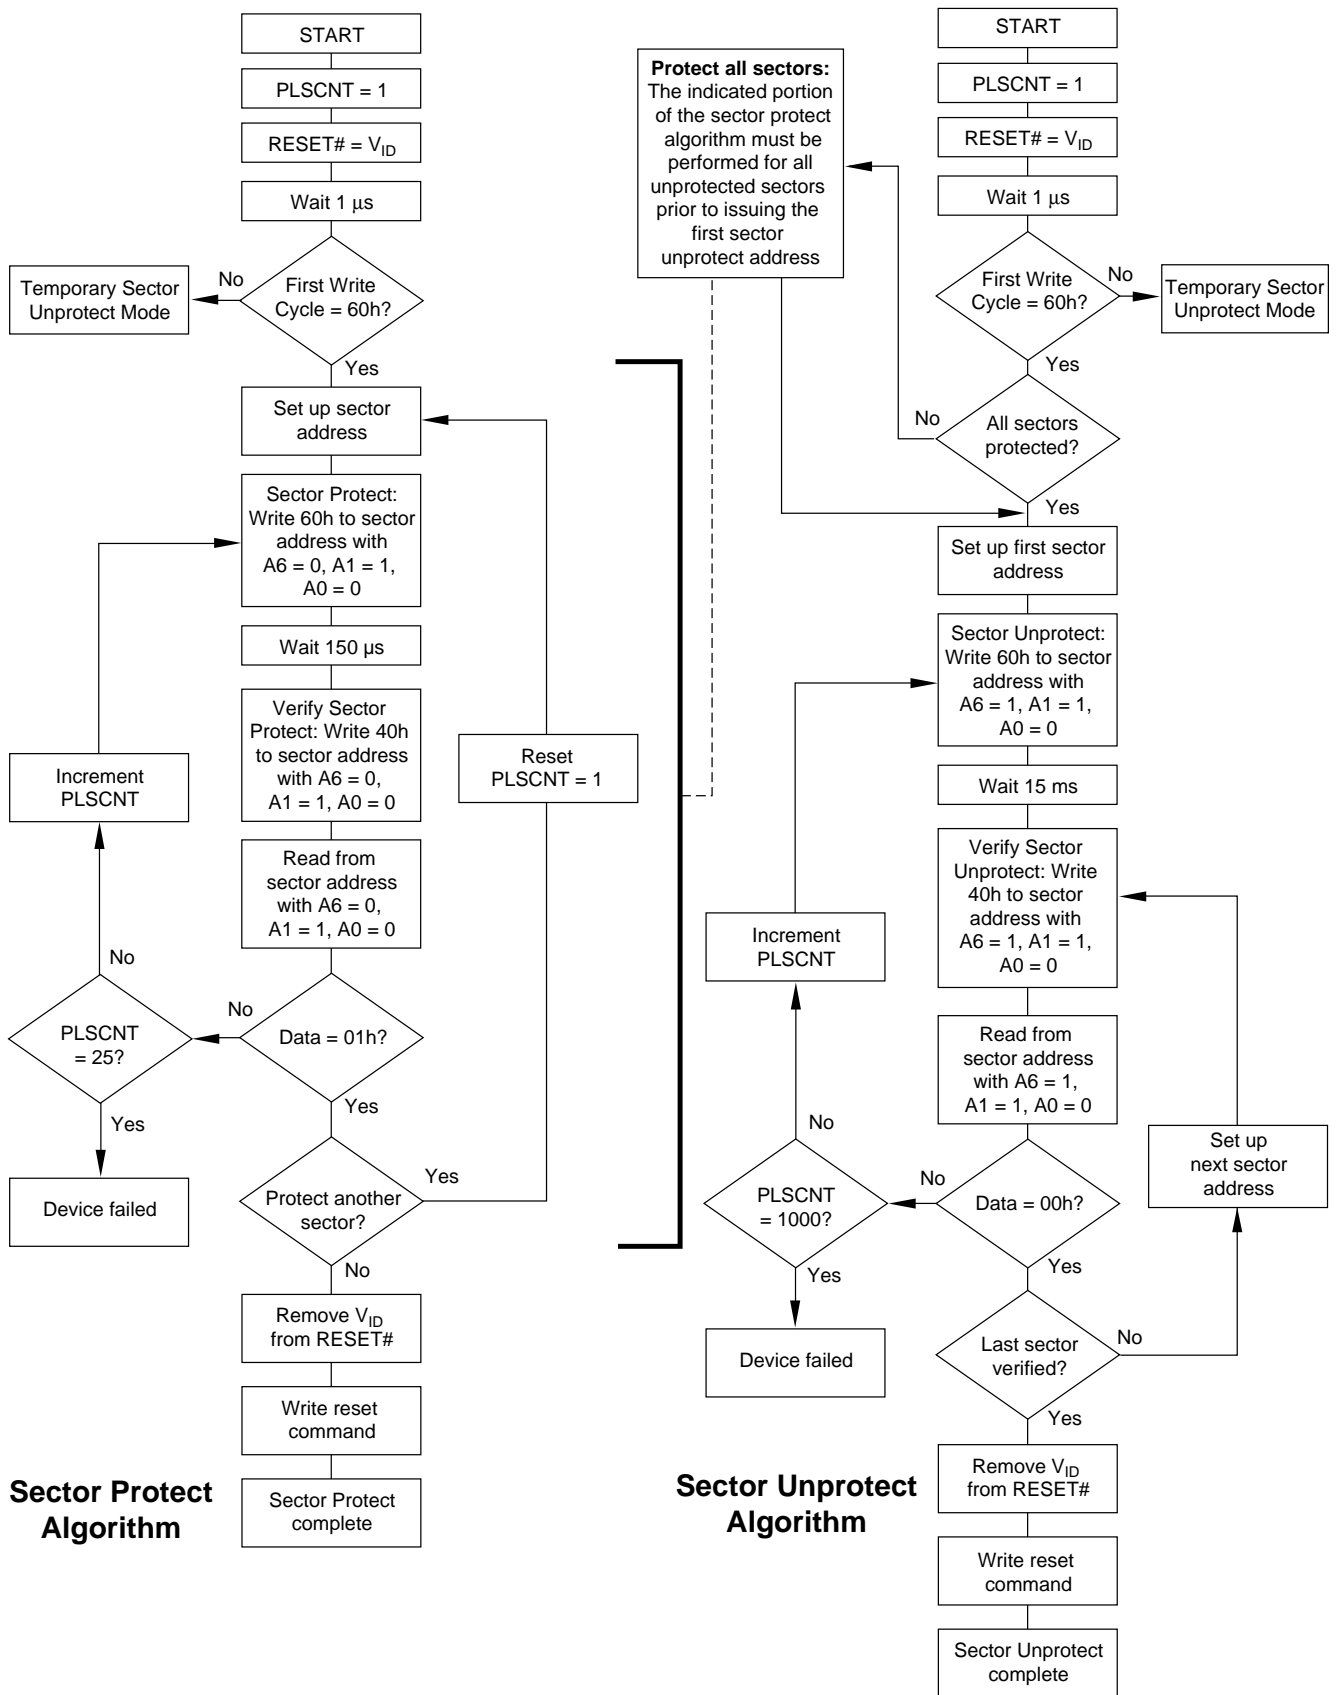 START
PLSCNT = 1
RESET# = VID
Wait 1 μs
First Write
Cycle = 60h?
No
Temporary Sector
Unprotect Mode
Yes
Set up sector
address
Sector Protect:
Write 60h to sector
address with
A6 = 0, A1 = 1,
A0 = 0
Wait 150 µs
Verify Sector
Protect: Write 40h
to sector address
with A6 = 0,
A1 = 1, A0 = 0
Reset
PLSCNT = 1
Increment
PLSCNT
Read from
sector address
with A6 = 0,
A1 = 1, A0 = 0
No
No
PLSCNT
= 25?
Data = 01h?
Yes
Yes
Device failed
Yes
Protect another
sector?
No
Remove VID
from RESET#
Write reset
command
Sector Protect
complete
Sector Protect
Algorithm
Protect all sectors:
The indicated portion
of the sector protect
algorithm must be
performed for all
unprotected sectors
prior to issuing the
first sector
unprotect address
START
PLSCNT = 1
RESET# = VID
Wait 1 μs
First Write
Cycle = 60h?
No
Temporary Sector
Unprotect Mode
Yes
No
All sectors
protected?
Yes
Set up first sector
address
Sector Unprotect:
Write 60h to sector
address with
A6 = 1, A1 = 1,
A0 = 0
Wait 15 ms
Verify Sector
Unprotect: Write
40h to sector
address with
A6 = 1, A1 = 1,
A0 = 0
Increment
PLSCNT
Read from
sector address
with A6 = 1,
A1 = 1, A0 = 0
No
Set up
next sector
address
No
PLSCNT
= 1000?
Data = 00h?
Yes
Yes
Device failed
Last sector
verified?
No
Yes
Remove VID
from RESET#
Write reset
command
Sector Unprotect
complete
Sector Unprotect
Algorithm